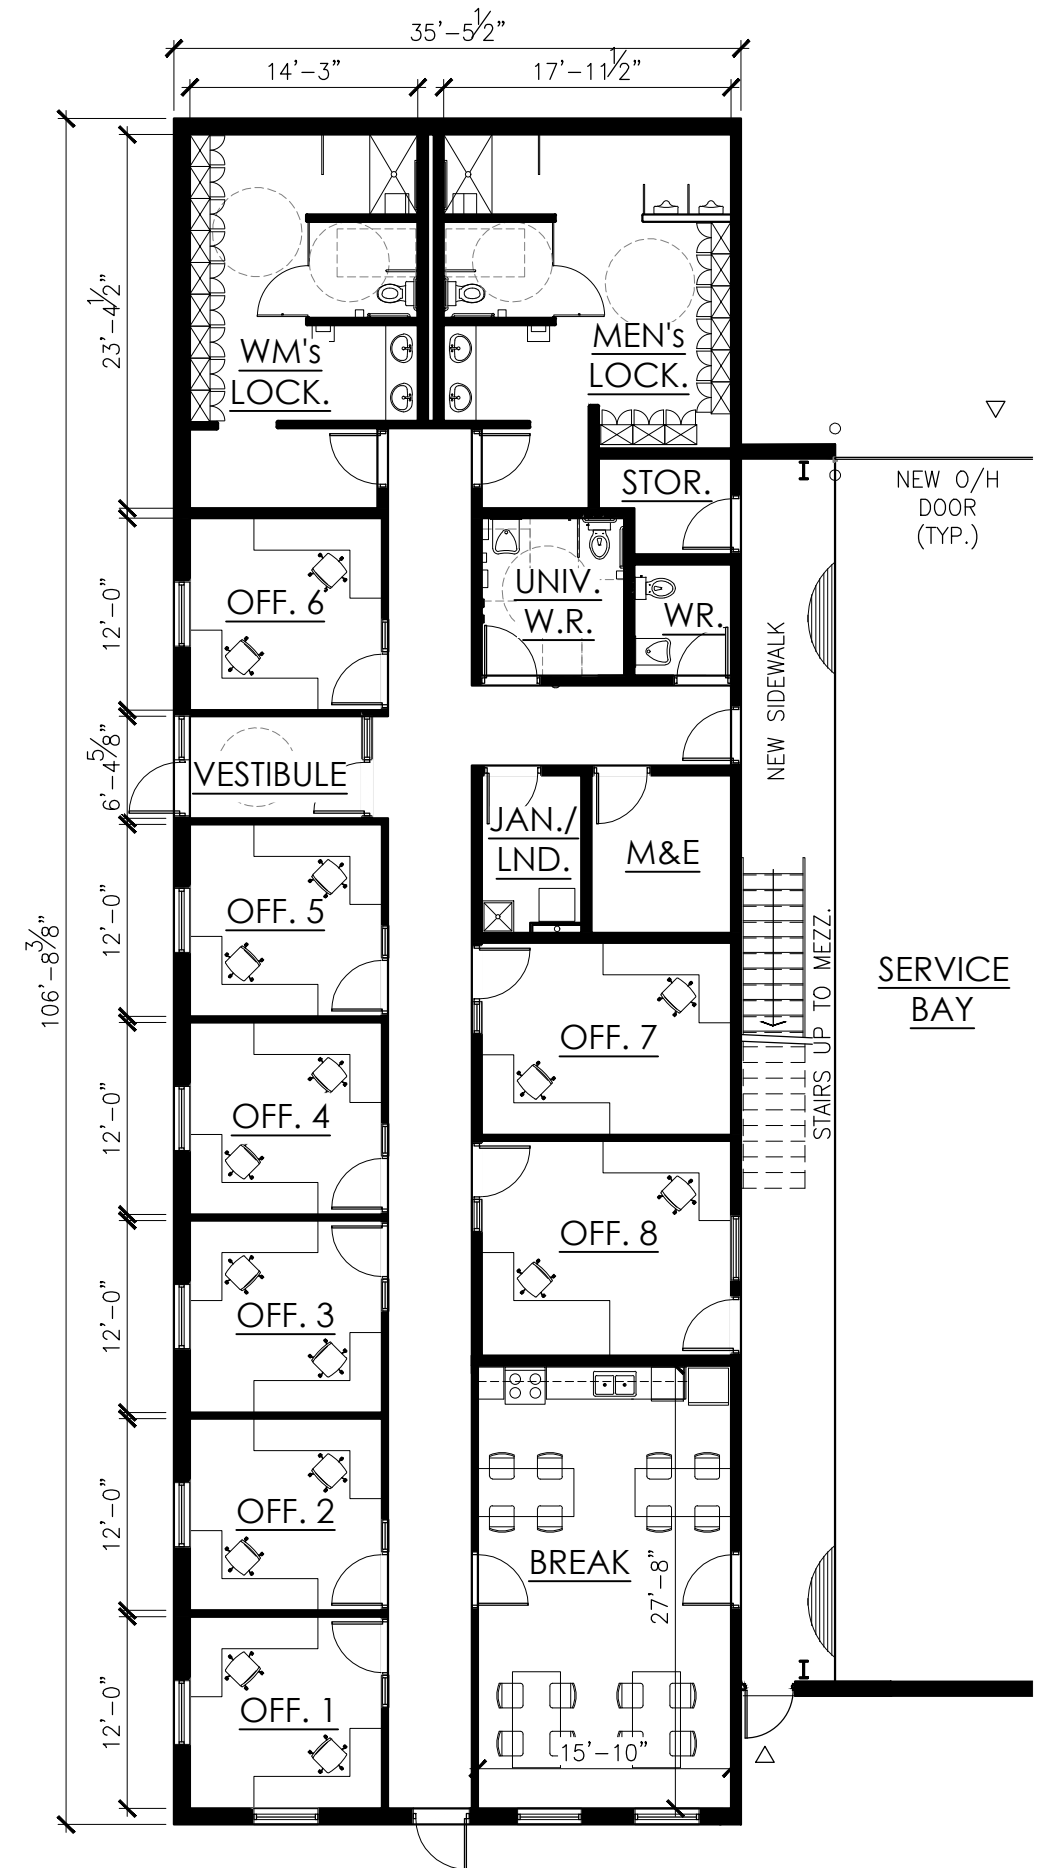 35'-5½"
14'-3"
17'-11½"
23'-4½"
WM's
LOCK.
MEN's
LOCK.
STOR.
NEW O/H
DOOR
(TYP.)
12'-0"
OFF. 6
UNIV.
W.R.
WR.
NEW SIDEWALK
6'-4⅝"
VESTIBULE
JAN./
LND.
M&E
106'-8⅜"
12'-0"
OFF. 5
STAIRS UP TO MEZZ.
SERVICE
BAY
OFF. 7
12'-0"
OFF. 4
OFF. 8
12'-0"
OFF. 3
12'-0"
OFF. 2
BREAK
27'-8"
12'-0"
OFF. 1
15'-10"